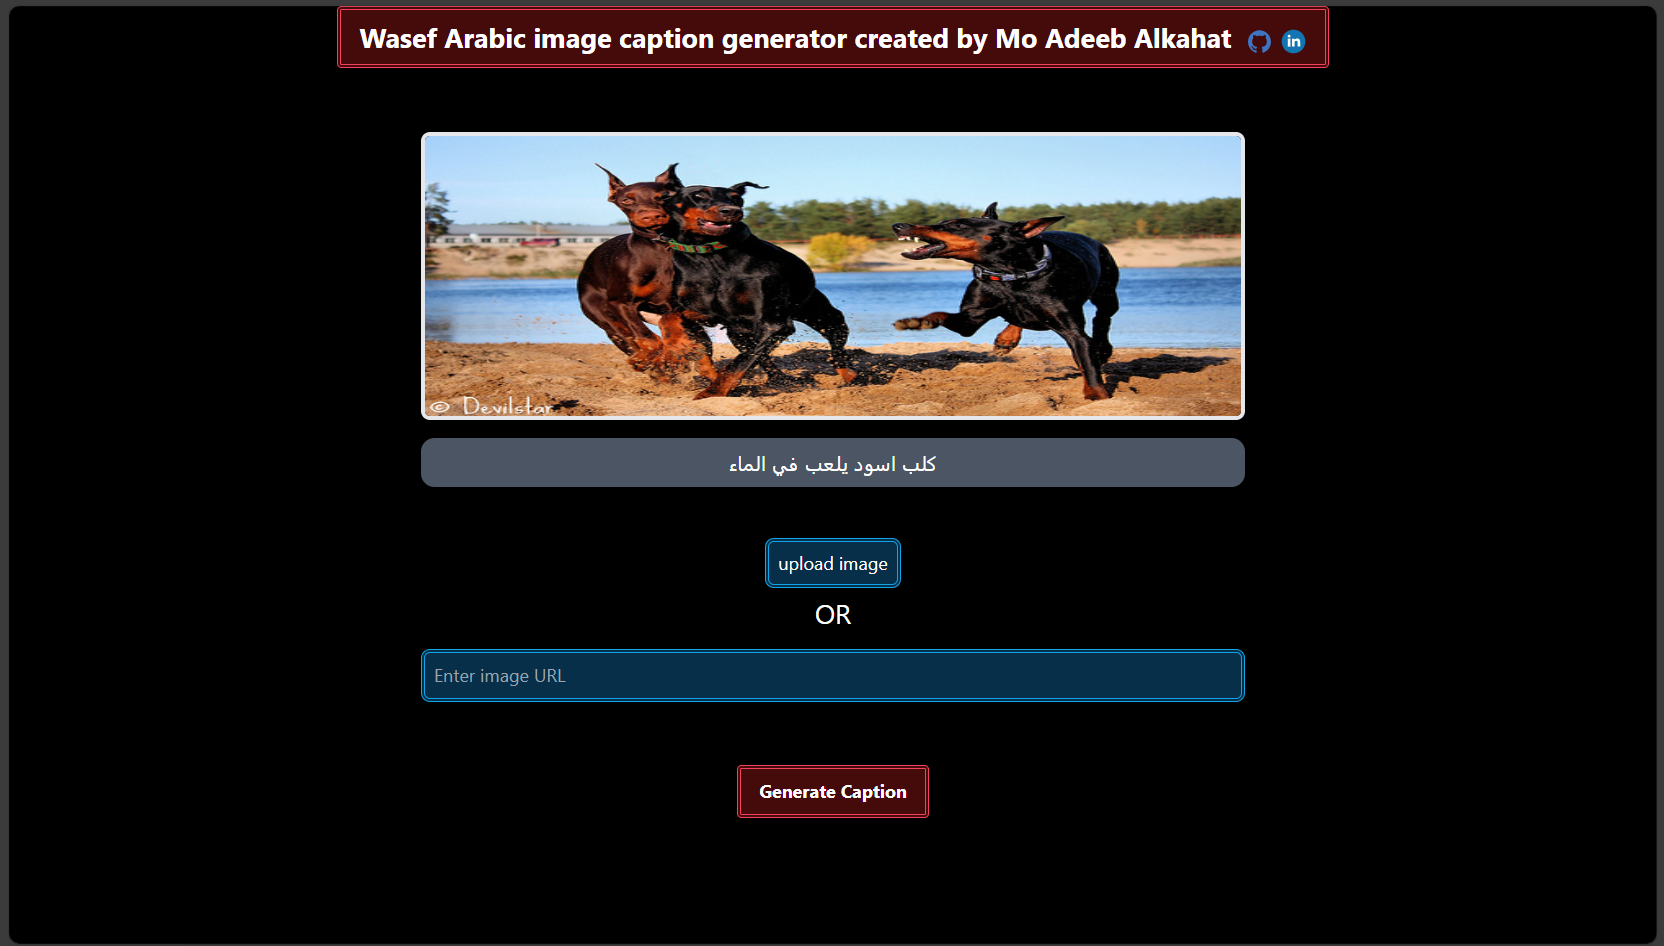 Wasef Arabic image caption generator created by Mo Adeeb Alkahat
in
© Devilstar
كلب اسود يلعب في الماء
upload image
OR
Enter image URL
Generate Caption